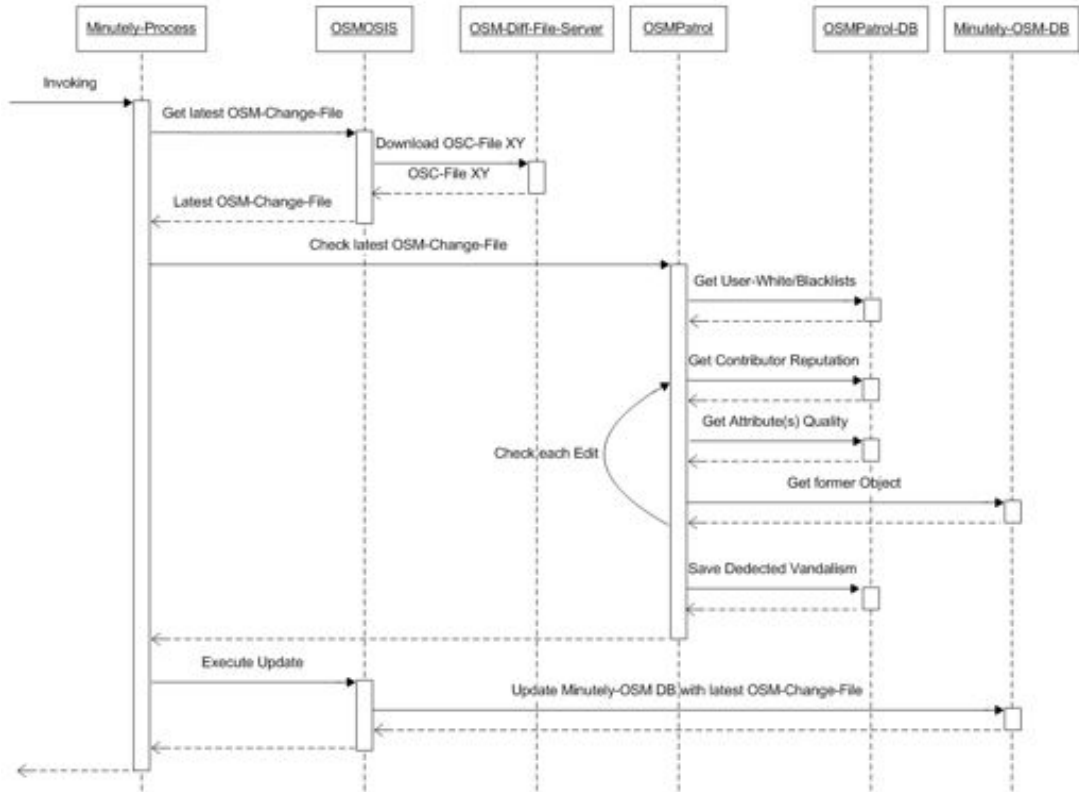 Minutely-Process
OSMOSIS
OSM-Diff-File-Server
OSMPatrol
OSMPatrol-DB
Minutely-OSM-DB
Invoking
Get latest OSM-Change-File
Download OSC-File XY
OSC-File XY
Latest OSM-Change-File
Check latest OSM-Change-File
Get User-White/Blacklists
Get Contributor Reputation
Get Attribute(s) Quality
Check each Edit
Get former Object
Save Dedected Vandalism
Execute Update
Update Minutely-OSM DB with latest OSM-Change-File